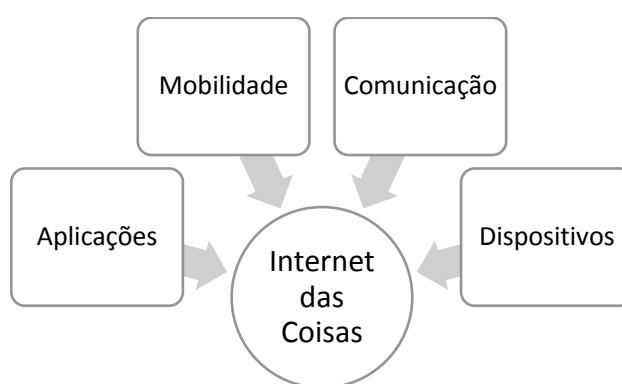 Mobilidade
Comunicação
Aplicações
Dispositivos
Internet
das
Coisas